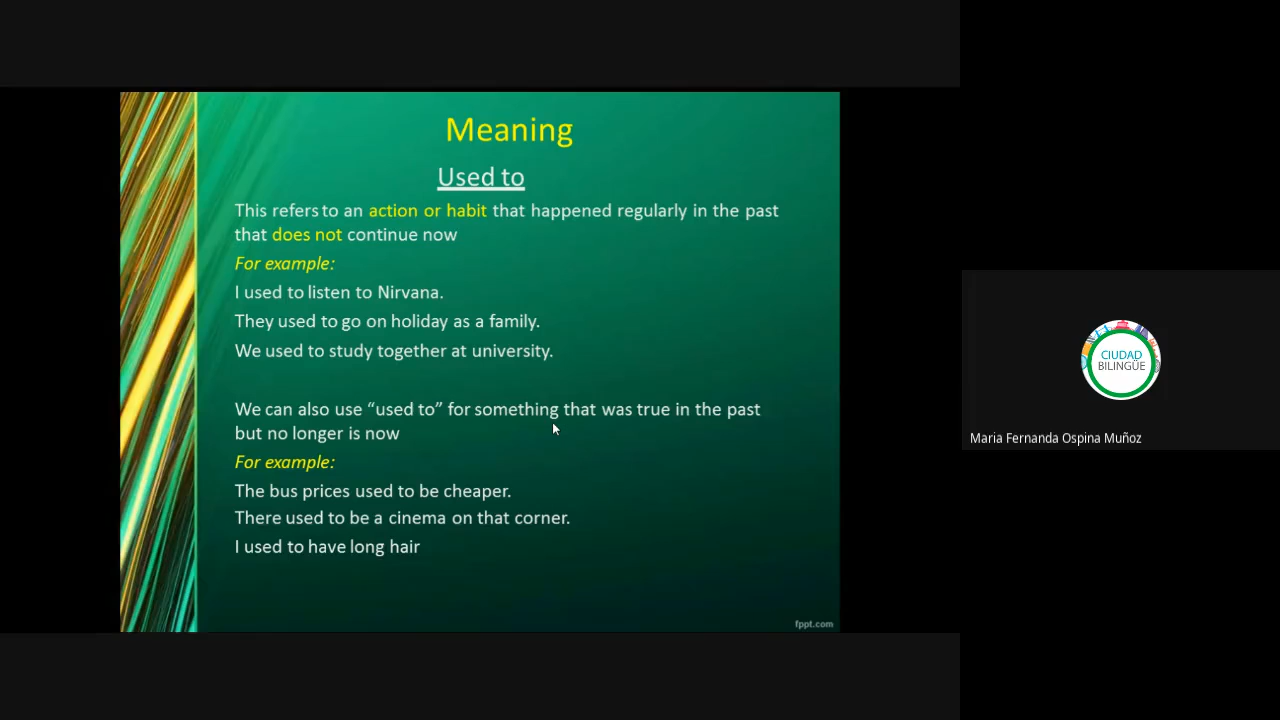 Meaning
Used to
This refers to an action or habit that happened regularly in the past
that does not continue now
For example:
I used to listen to Nirvana.
They used to go on holiday as a family.
We used to study together at university.
We can also use “used to” for something that was true in the past
but no longer is now
For example:
The bus prices used to be cheaper.
There used to be a cinema on that corner.
I used to have long hair
fppt.com
CIUDAD
BILINGÜE
Maria Fernanda Ospina Muñoz